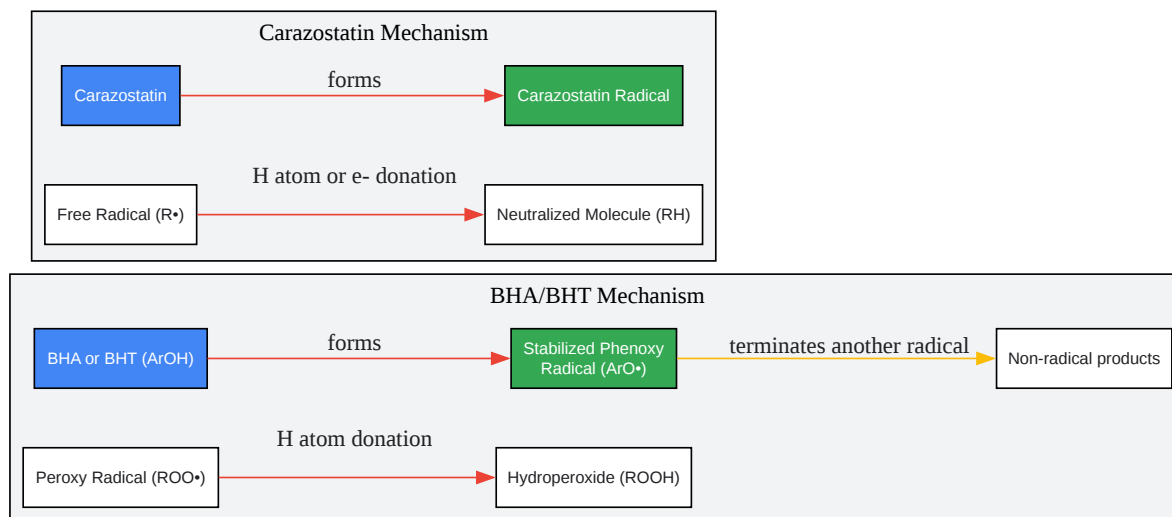 Carazostatin Mechanism
Carazostatin
forms
Carazostatin Radical
Free Radical (R•)
H atom or e- donation
Neutralized Molecule (RH)
BHA/BHT Mechanism
BHA or BHT (ArOH)
forms
Stabilized Phenoxy
Radical (ArO•)
terminates another radical
Non-radical products
Peroxy Radical (ROO•)
H atom donation
Hydroperoxide (ROOH)